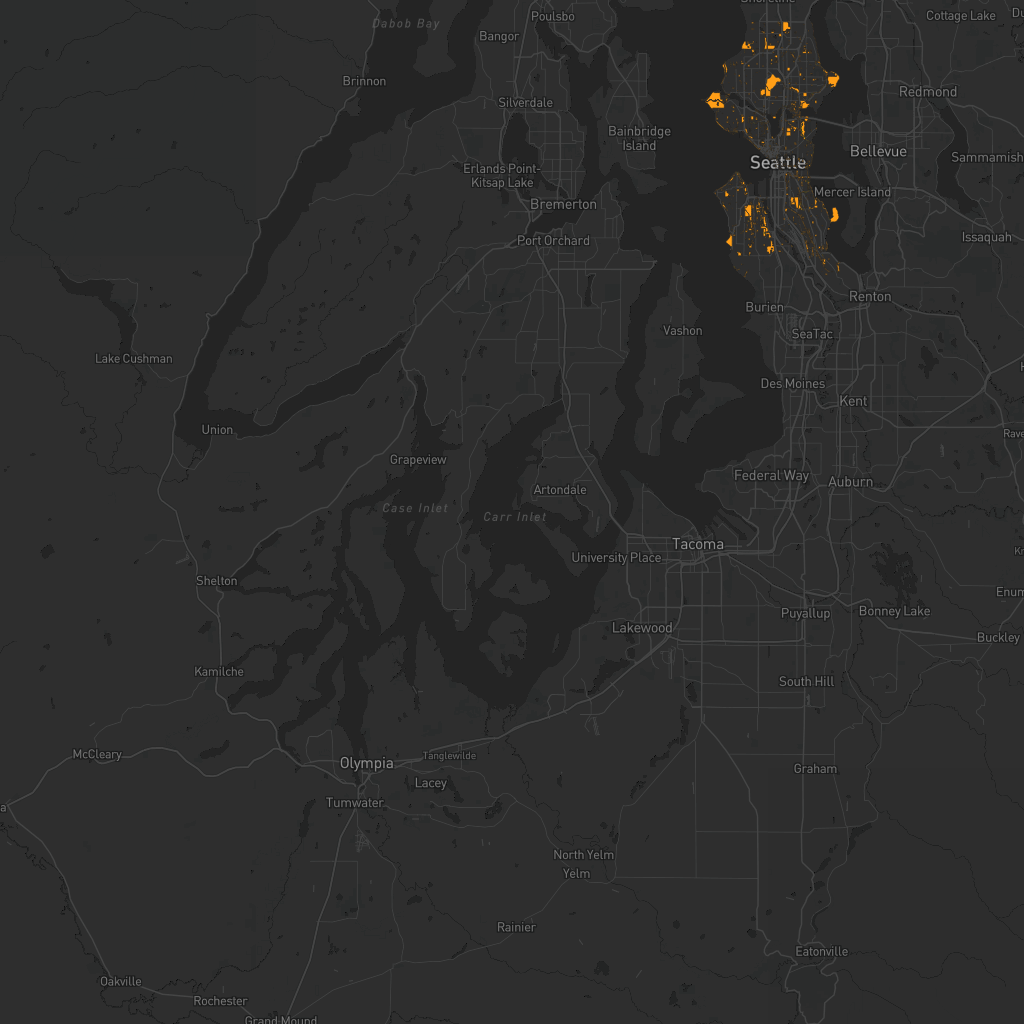 Shoreline
Dabob Bay
Poulsbo
Cottage Lake
Bangor
Brinnon
Redmond
Silverdale
Bainbridge
Island
Bellevue
Seattle
Sammamish
Erlands Point-
Kitsap Lake
Mercer Island
Bremerton
Port Orchard
Issaquah
Renton
Burien
Vashon
SeaTac
Lake Cushman
Des Moines
Kent
Union
Grapeview
Federal Way
Auburn
Artondale
Case Inlet
Carr Inlet
Tacoma
University Place
Shelton
Puyallup
Bonney Lake
Lakewood
Buckley
Kamilche
South Hill
McCleary
Tanglewilde
Olympia
Graham
Lacey
Tumwater
North Yelm
Yelm
Rainier
Eatonville
Oakville
Rochester
Grand Mound